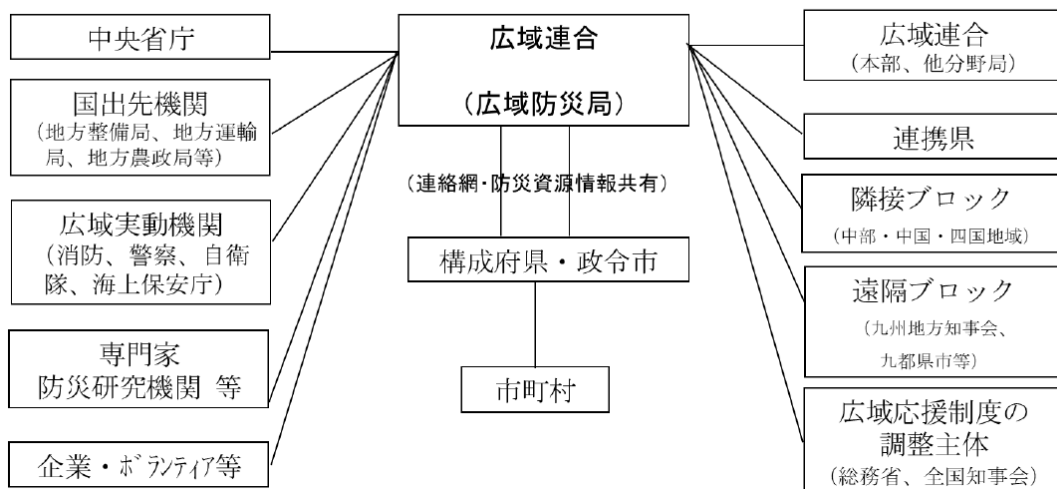 中央省庁
国出先機関
（地方整備局、地方運輸
局、地方農政局等）
広域実動機関
（消防、警察、自衛
隊、海上保安庁）
専門家
防災研究機関 等
企業・ボランティア等
広域連合
（広域防災局）
（連絡網・防災資源情報共有）
構成府県・政令市
市町村
広域連合
（本部、他分野局）
連携県
隣接ブロック
（中部・中国・四国地域）
遠隔ブロック
（九州地方知事会、
九都県市等）
広域応援制度の
調整主体
（総務省、全国知事会）